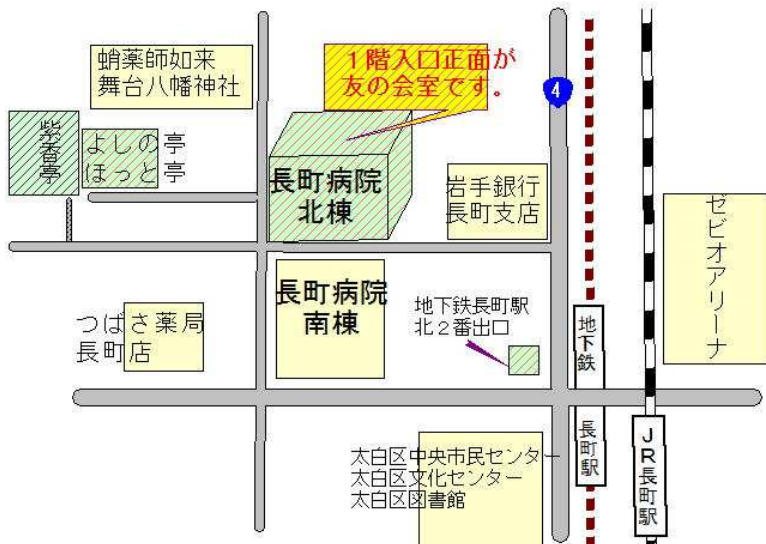 蛸薬師如来
舞台八幡神社
１階入口正面が
友の会室です。
4
紫香亭
よしの亭
ほっと亭
長町病院
北棟
岩手銀行
長町支店
ゼビオアリーナ
長町病院
南棟
地下鉄長町駅
北２番出口
つばさ薬局
長町店
地下鉄
長町駅
ＪＲ長町駅
太白区中央市民センター
太白区文化センター
太白区図書館